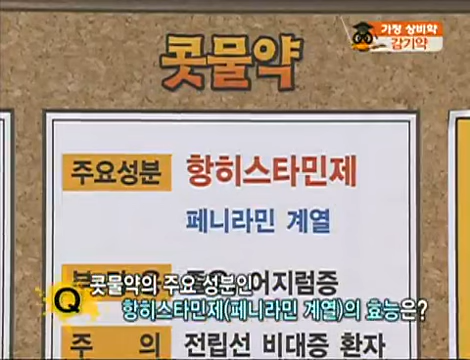 가정 상비약
감기약
콧물약
주요성분 항히스타민제
페니라민 계열
어지럼증
Q 콧물약의 주요 성분인
항히스타민제(페니라민 계열)의 효능은?
주 의 전립선 비대증 환자